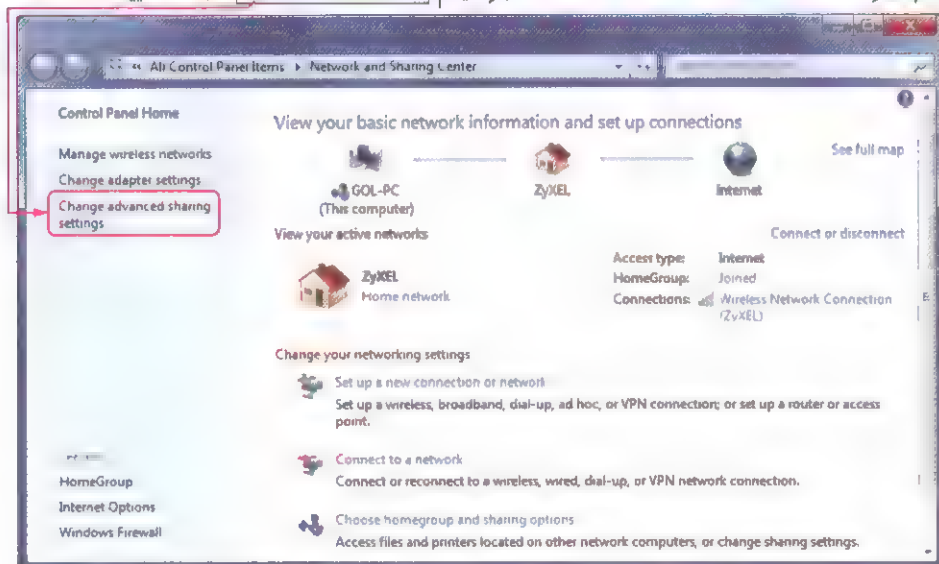 « All Control Panel Items ▸ Network and Sharing Center
Control Panel Home
Manage wireless networks
Change adapter settings
Change advanced sharing
settings
HomeGroup
Internet Options
Windows Firewall
View your basic network information and set up connections
See full map
GOL-PC
(This computer)
ZyXEL
Internet
View your active networks
Connect or disconnect
ZyXEL
Home network
Access type: Internet
HomeGroup: Joined
Connections: Wireless Network Connection
(ZyXEL)
Change your networking settings
Set up a new connection or network
Set up a wireless, broadband, dial-up, ad hoc, or VPN connection; or set up a router or access
point.
Connect to a network
Connect or reconnect to a wireless, wired, dial-up, or VPN network connection.
Choose homegroup and sharing options
Access files and printers located on other network computers, or change sharing settings.